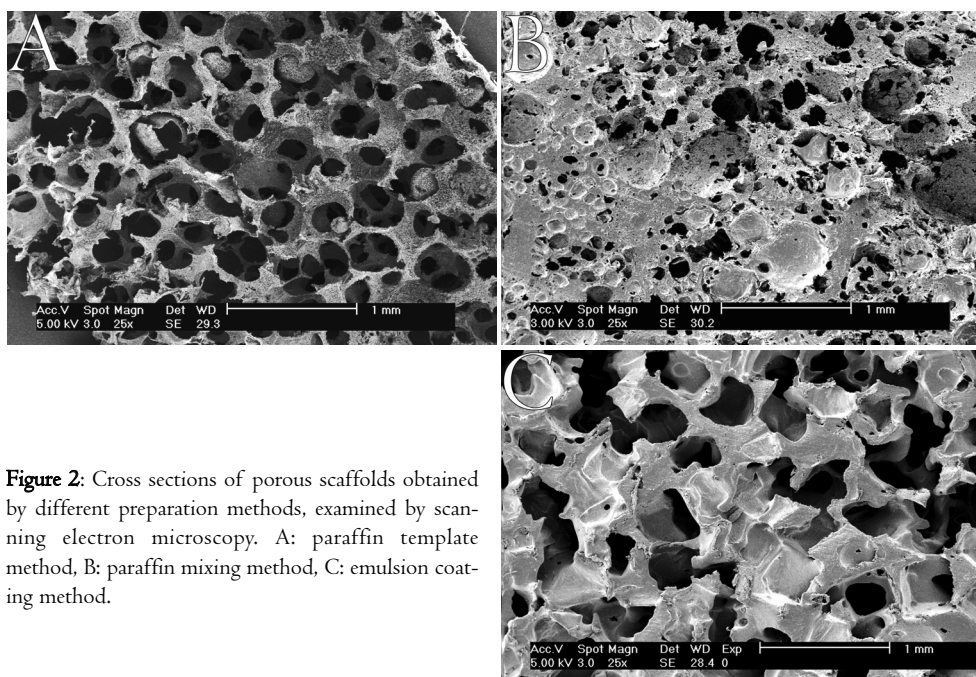 A
Acc.V Spot Magn Det WD 1 mm
5.00 kV 3.0 25x SE 29.3
B
Acc.V Spot Magn Det WD 1 mm
3.00 kV 3.0 25x SE 30.2
C
Acc.V Spot Magn Det WD Exp 1 mm
5.00 kV 3.0 25x SE 28.4 0
Figure 2: Cross sections of porous scaffolds obtained
by different preparation methods, examined by scan-
ning electron microscopy. A: paraffin template
method, B: paraffin mixing method, C: emulsion coat-
ing method.